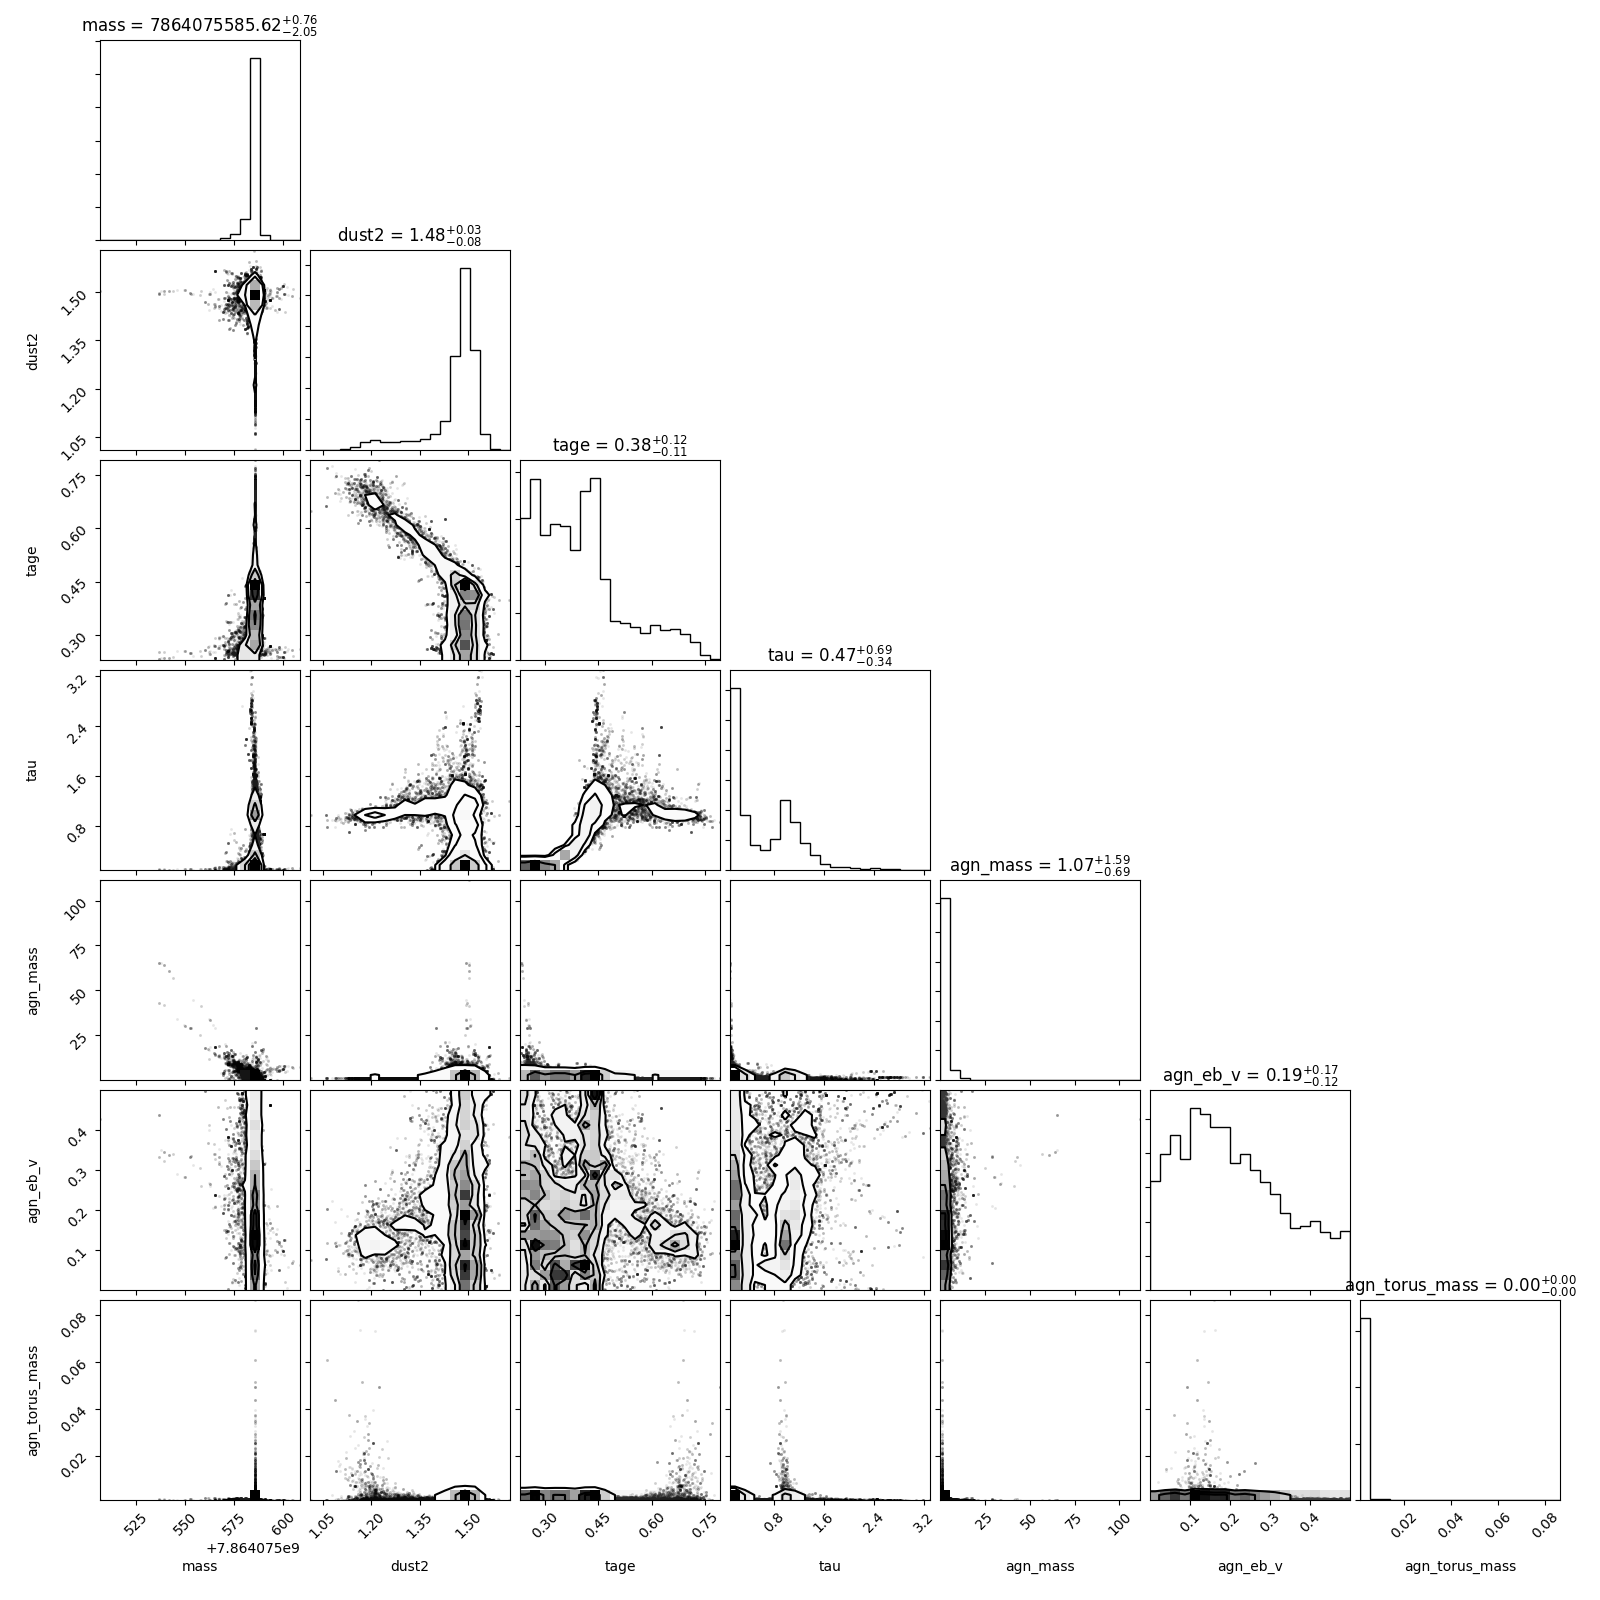 mass = 7864075585.62+0.76 −2.05
dust2 = 1.48+0.03 −0.08
1.50
1.35
1.20
1.05
dust2
tage = 0.38+0.12 −0.11
0.75
0.60
0.45
0.30
tage
tau = 0.47+0.69 −0.34
3.2
2.4
1.6
0.8
tau
agn_mass = 1.07+1.59 −0.69
100
75
50
25
agn_mass
agn_eb_v = 0.19+0.17 −0.12
0.4
0.3
0.2
0.1
agn_eb_v
agn_torus_mass = 0.00+0.00 −0.00
0.08
0.06
0.04
0.02
agn_torus_mass
525 550 575 600 1.05 1.20 1.35 1.50 0.30 0.45 0.60 0.75 0.8 1.6 2.4 3.2 25 50 75 100 0.1 0.2 0.3 0.4 0.02 0.04 0.06 0.08
+7.864075e9
mass dust2 tage tau agn_mass agn_eb_v agn_torus_mass